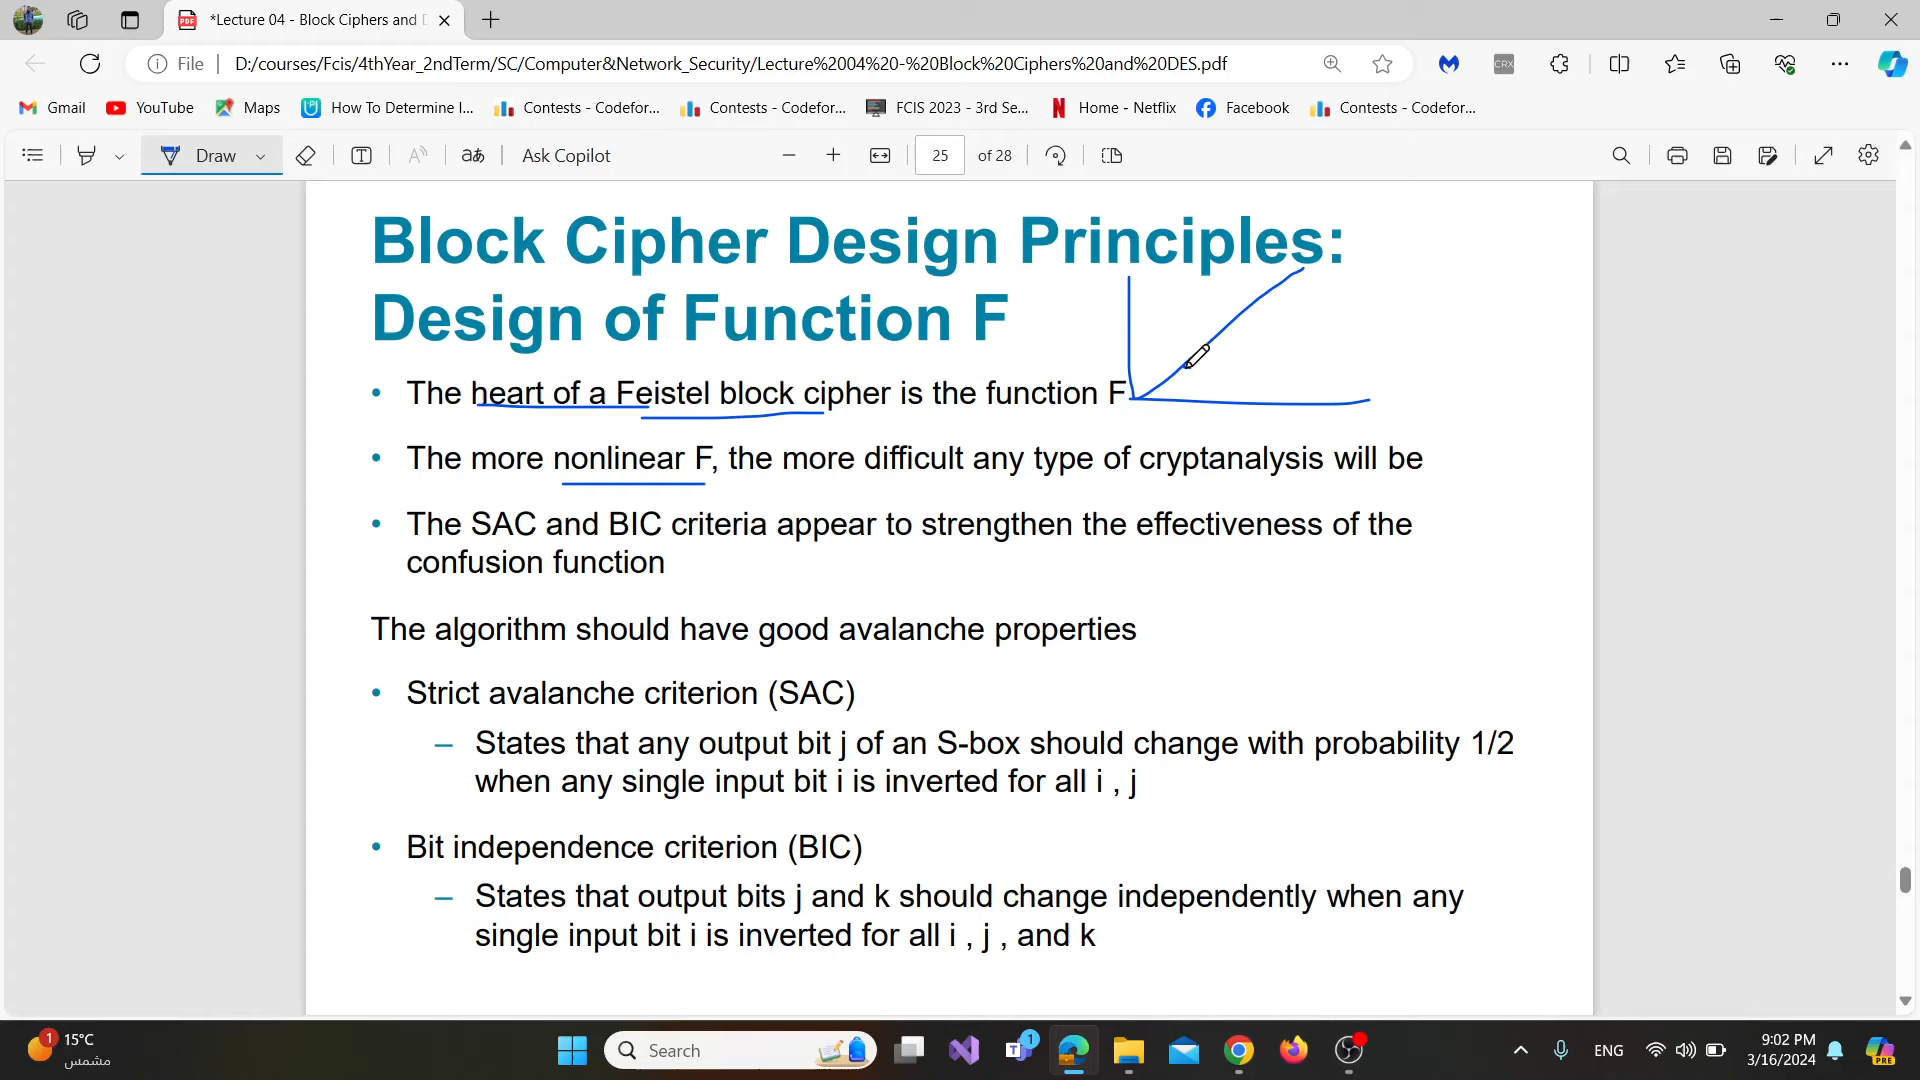 *Lecture 04 - Block Ciphers and D
File
D:/courses/Fcis/4thYear_2ndTerm/SC/Computer&Network_Security/Lecture%2004%20-%20Block%20Ciphers%20and%20DES.pdf
CRX
Gmail
YouTube
Maps
How To Determine I...
Contests - Codefor...
Contests - Codefor...
FCIS 2023 - 3rd Se...
Home - Netflix
Facebook
Contests - Codefor...
Draw
Ask Copilot
25
of 28
Block Cipher Design Principles:
Design of Function F
• The heart of a Feistel block cipher is the function F
• The more nonlinear F, the more difficult any type of cryptanalysis will be
• The SAC and BIC criteria appear to strengthen the effectiveness of the
confusion function
The algorithm should have good avalanche properties
• Strict avalanche criterion (SAC)
– States that any output bit j of an S-box should change with probability 1/2
when any single input bit i is inverted for all i , j
• Bit independence criterion (BIC)
– States that output bits j and k should change independently when any
single input bit i is inverted for all i , j , and k
1
15°C
مشمس
Search
1
ENG
9:02 PM
3/16/2024
PRE